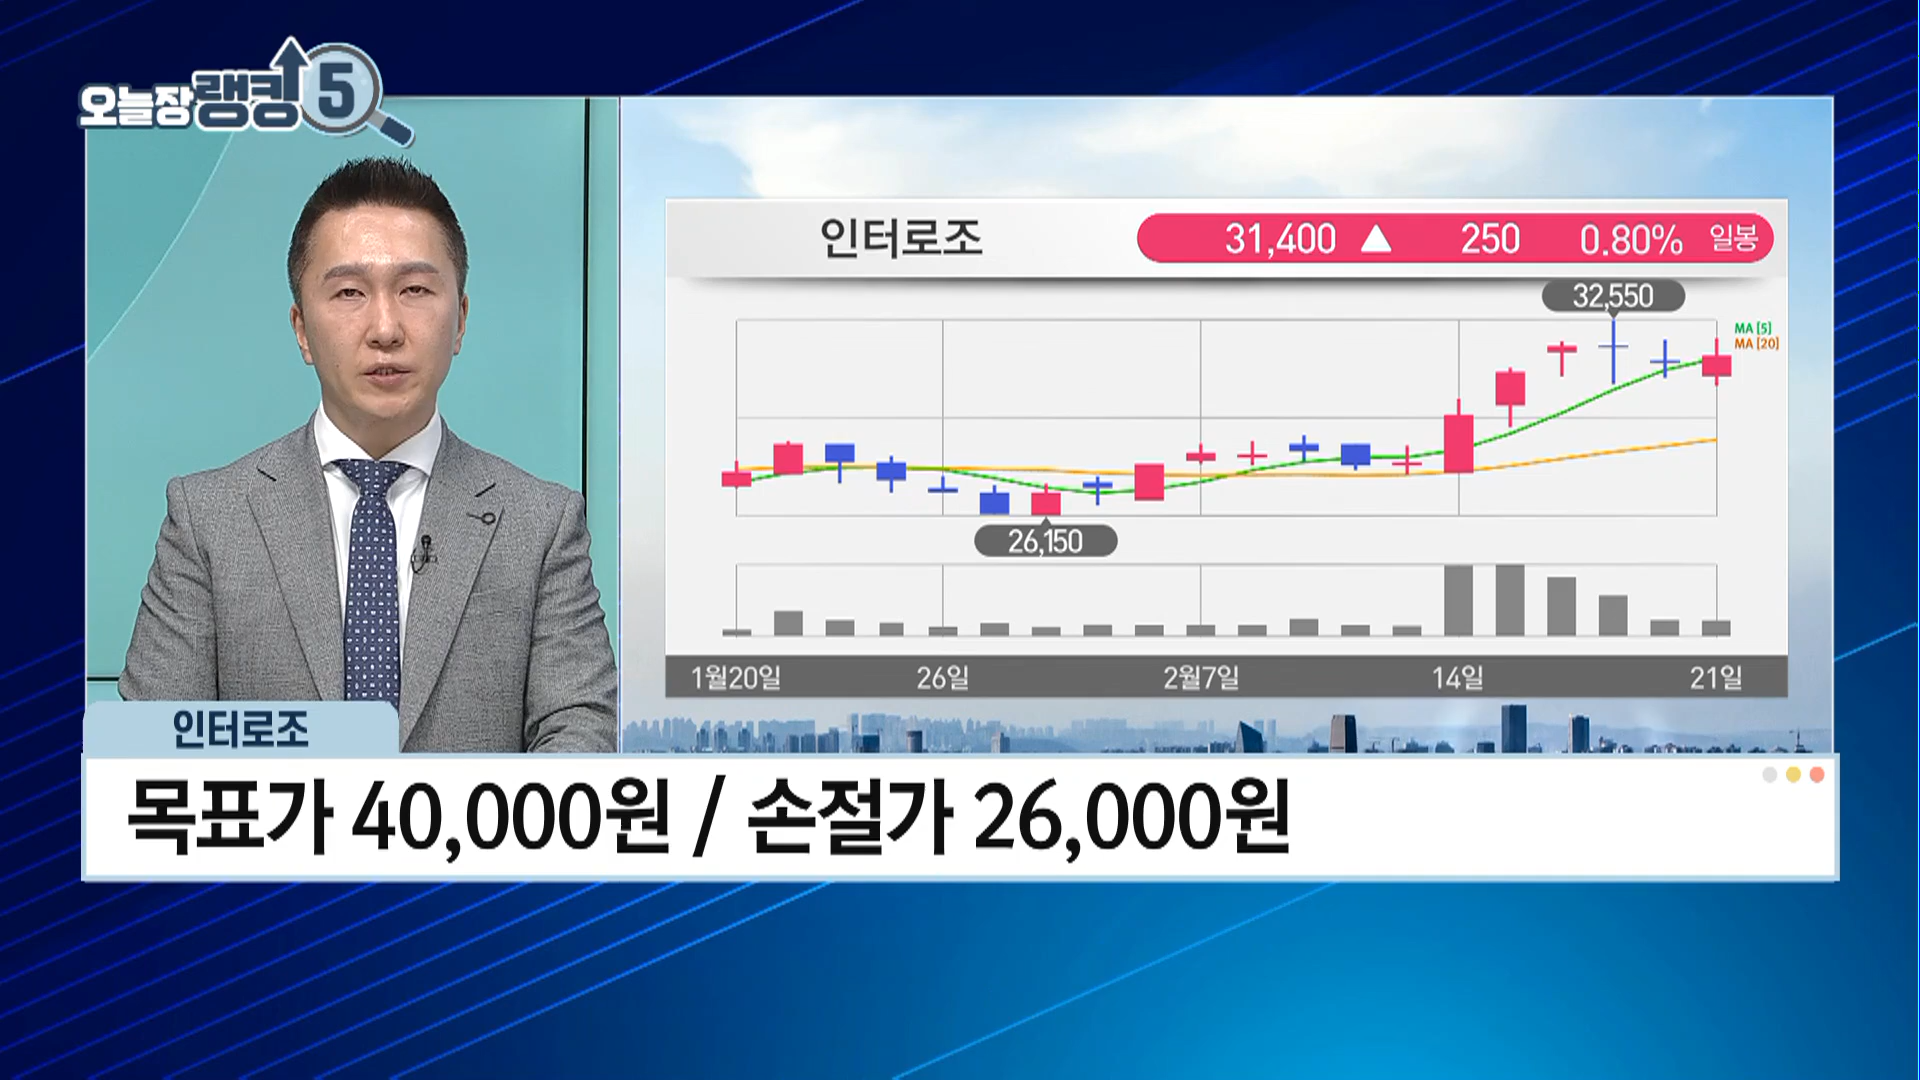 오늘장 랭킹 5
인터로조 31,400 ▲ 250 0.80% 일봉
32,550
MA [5]
MA [20]
26,150
1월20일 26일 2월7일 14일 21일
인터로조
목표가 40,000원 / 손절가 26,000원